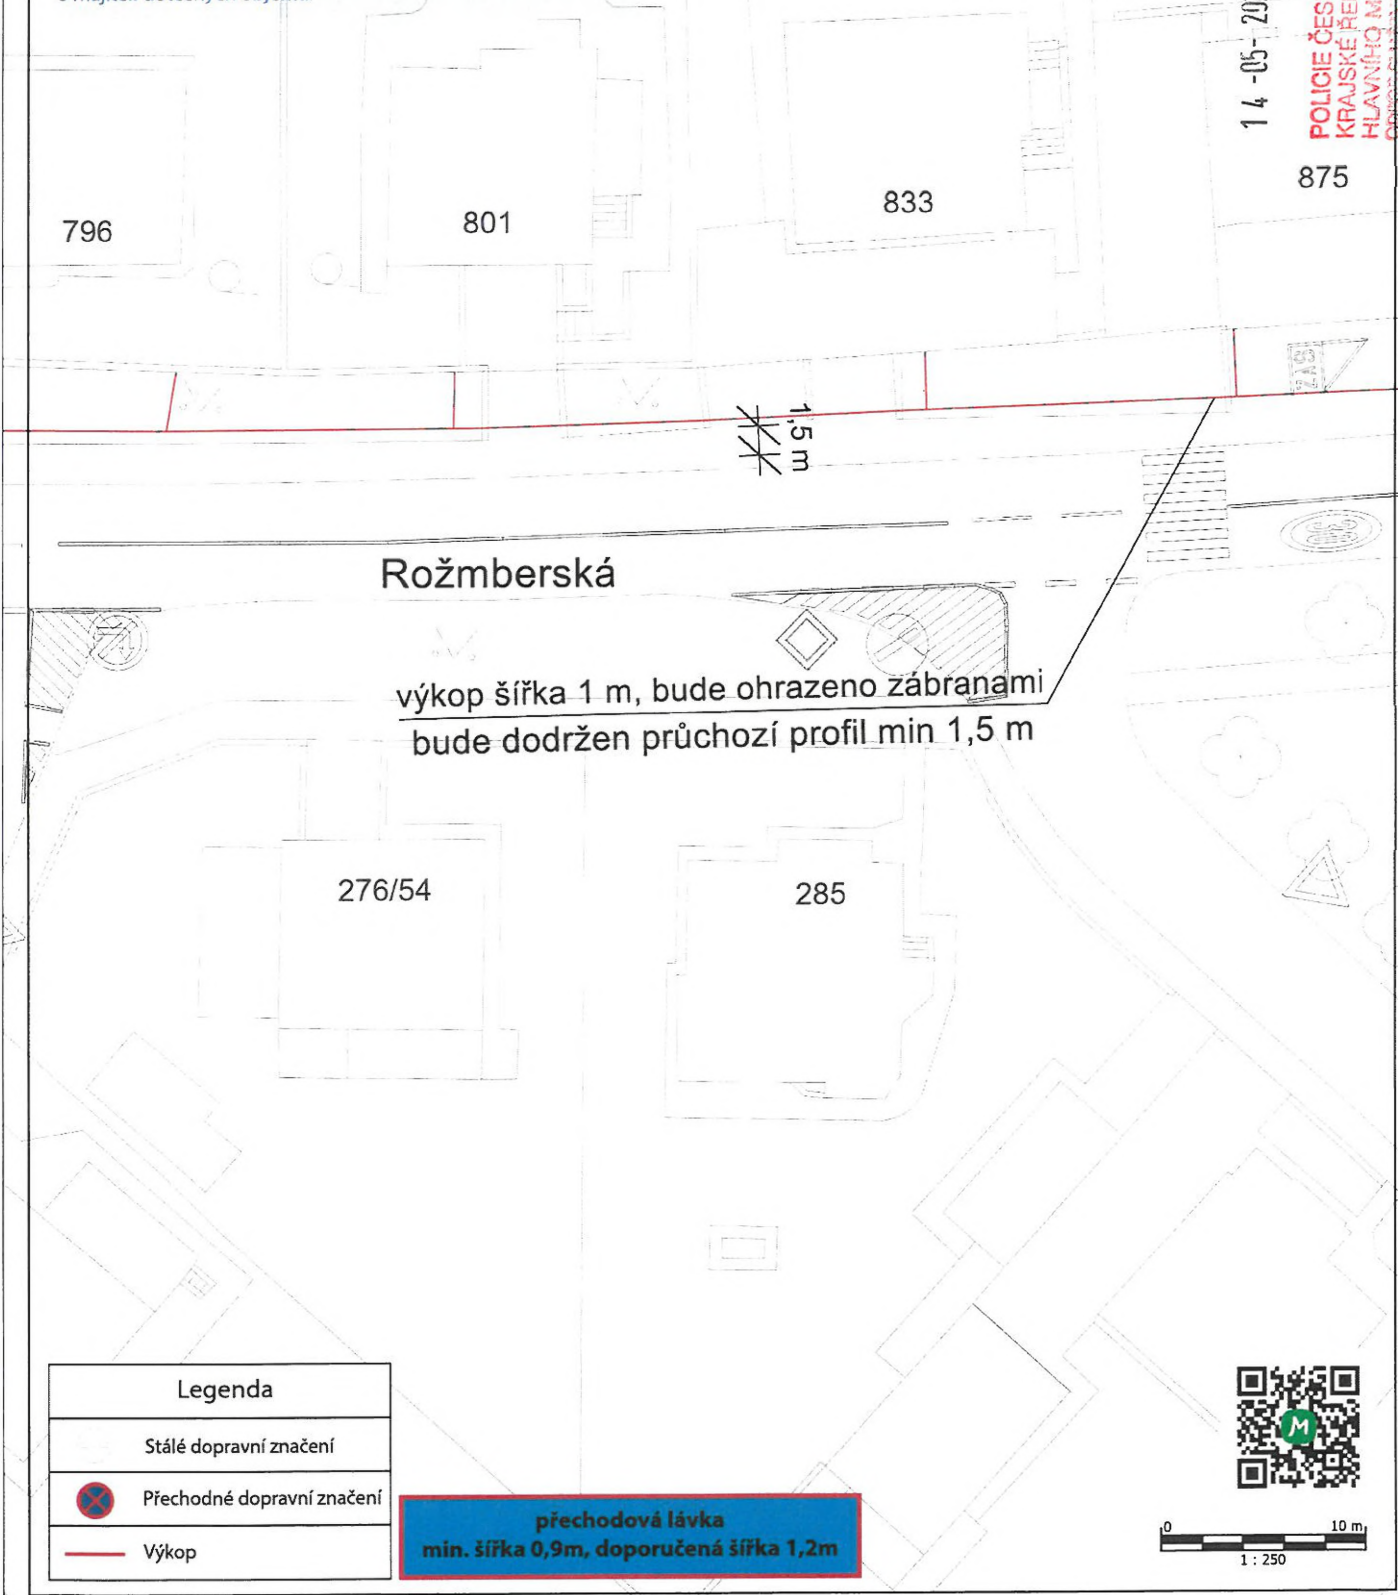 14 -05- 20
POLICIE ČES
KRAJSKÉ ŘE
HLAVNÍHO M
796
801
833
875
BUS
1,5 m
Rožmberská
výkop šířka 1 m, bude ohrazeno zábranami
bude dodržen průchozí profil min 1,5 m
276/54
285
Legenda
Stálé dopravní značení
Přechodné dopravní značení
Výkop
přechodová lávka
min. šířka 0,9m, doporučená šířka 1,2m
M
0 10 m
1 : 250